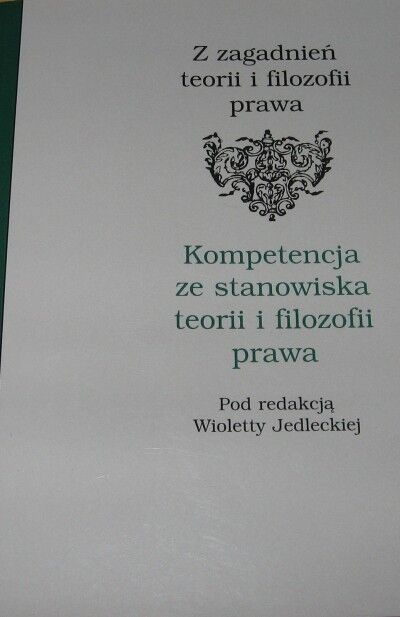 Z zagadnień
teorii i filozofii
prawa
Kompetencja
ze stanowiska
teorii i filozofii
prawa
Pod redakcją
Wioletty Jedleckiej